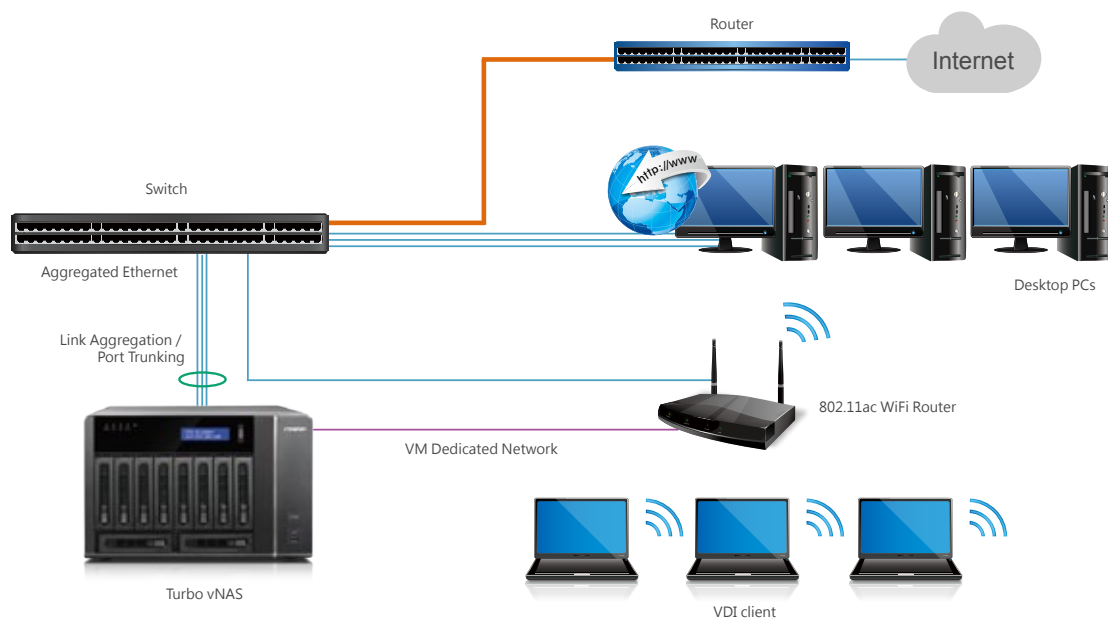 Router
Internet
http://www
Switch
Aggregated Ethernet
Desktop PCs
Link Aggregation /
Port Trunking
802.11ac WiFi Router
VM Dedicated Network
Turbo vNAS
VDI client